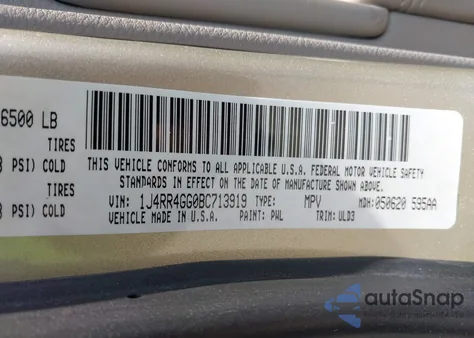 6500 LB
TIRES
PSI) COLD
TIRES
PSI) COLD
THIS VEHICLE CONFORMS TO ALL APPLICABLE U.S.A. FEDERAL MOTOR VEHICLE SAFETY
STANDARDS IN EFFECT ON THE DATE OF MANUFACTURE SHOWN ABOVE.
VIN: 1J4RR4GG0BC713919 TYPE: MPV MDH: 050620 595AA
VEHICLE MADE IN U.S.A. PAINT: PWL TRIM: ULD3
autoSnap